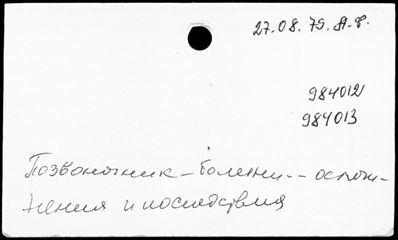 27.08.79.
984012
984013
Позвоночник - болезни -- ослож-
нения и последствия